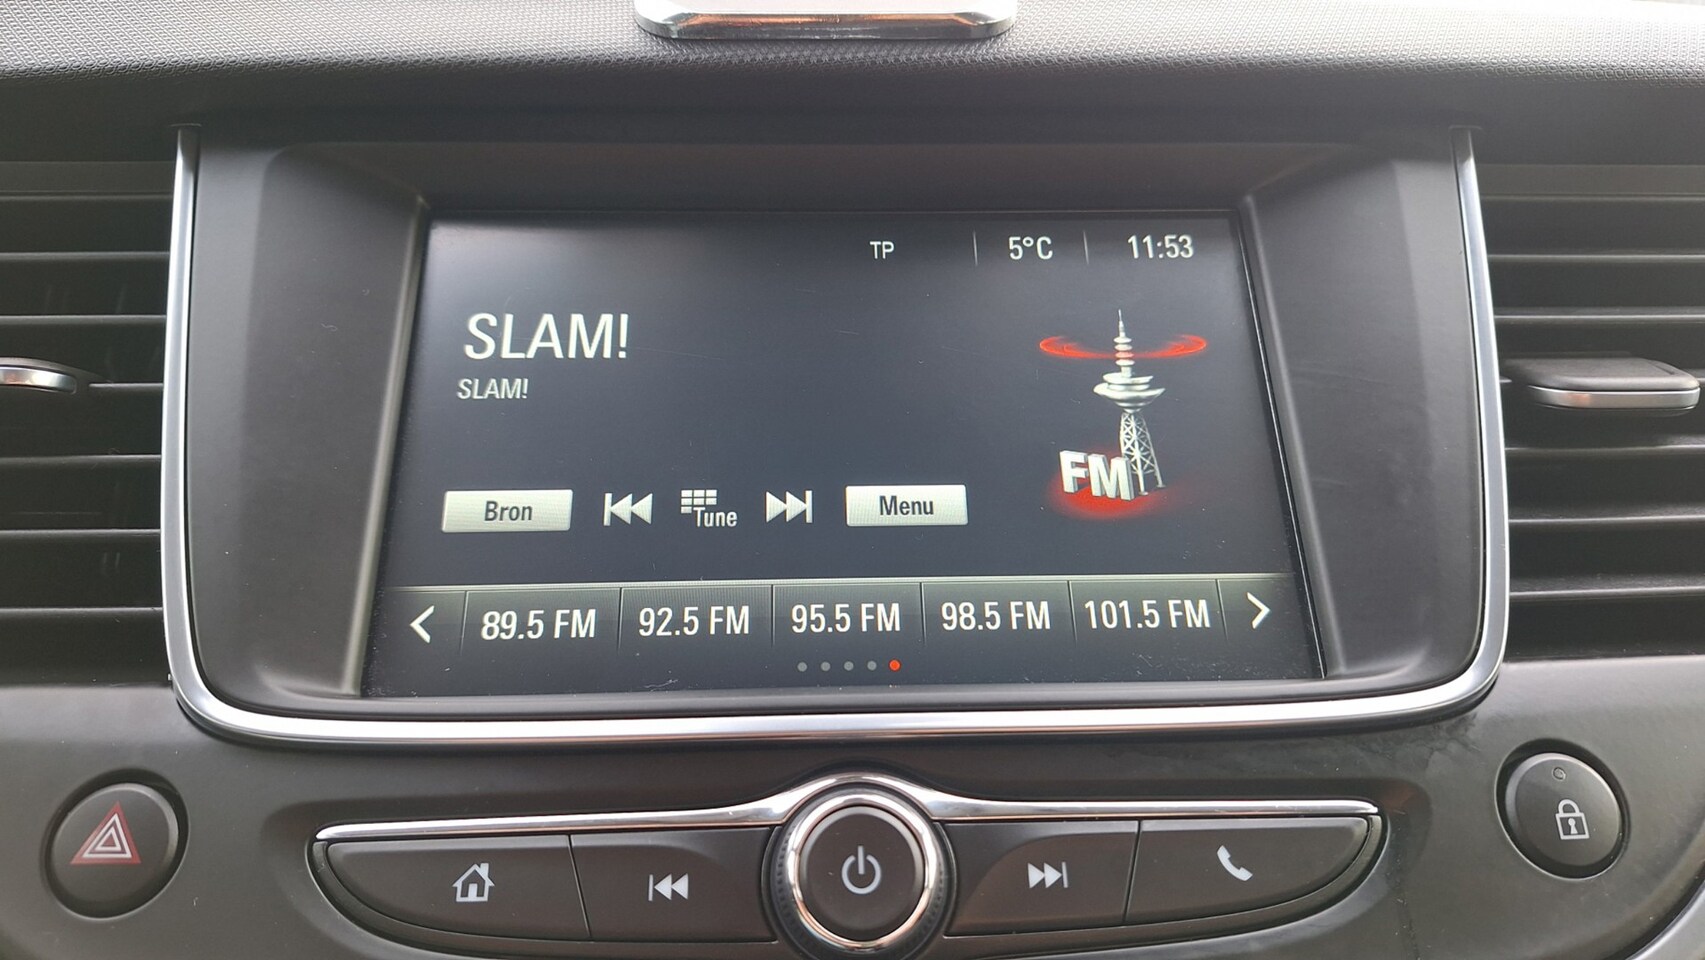 TP 5°C 11:53
SLAM!
SLAM!
FM
Bron Tune Menu
89.5 FM 92.5 FM 95.5 FM 98.5 FM 101.5 FM